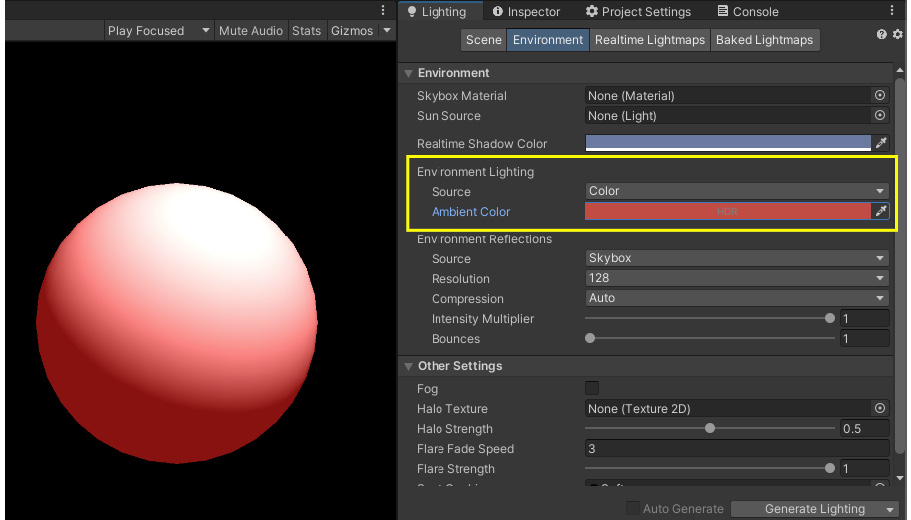 Lighting Inspector Project Settings Console
Play Focused Mute Audio Stats Gizmos
Scene Environment Realtime Lightmaps Baked Lightmaps
Environment
Skybox Material None (Material)
Sun Source None (Light)
Realtime Shadow Color
Environment Lighting
Source Color
Ambient Color HDR
Environment Reflections
Source Skybox
Resolution 128
Compression Auto
Intensity Multiplier 1
Bounces 1
Other Settings
Fog
Halo Texture None (Texture 2D)
Halo Strength 0.5
Flare Fade Speed 3
Flare Strength 1
Auto Generate Generate Lighting